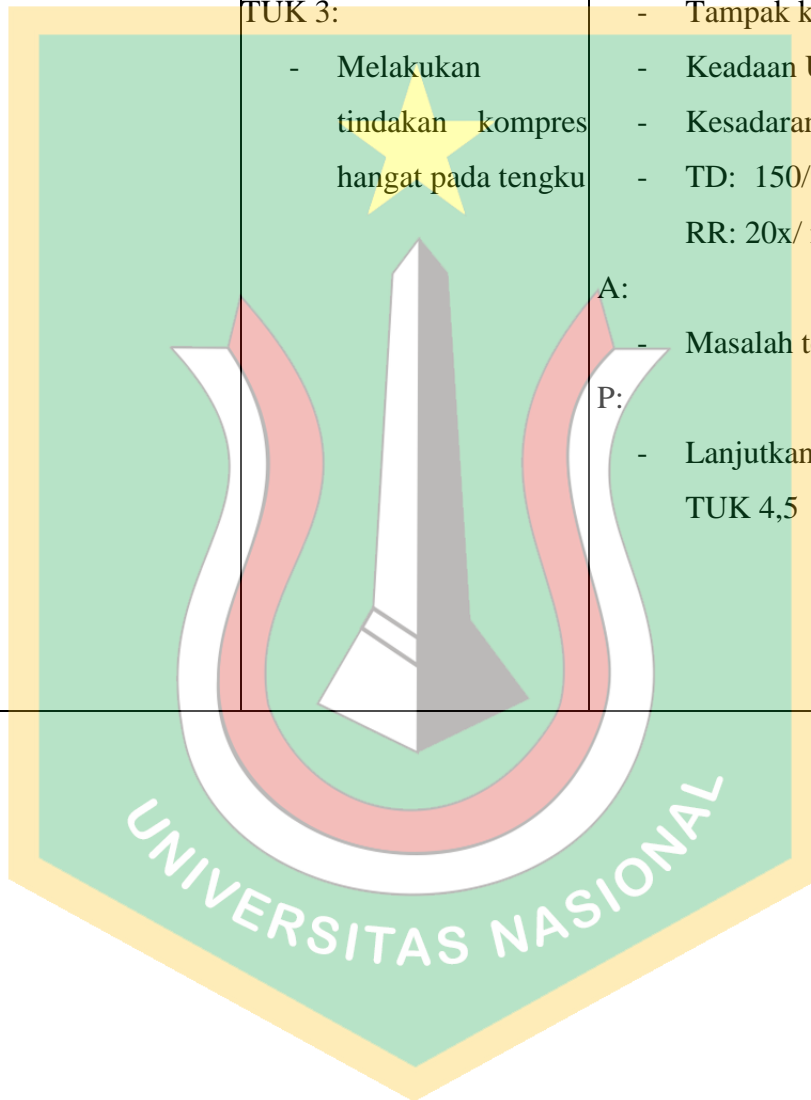 TUK 3:
- Melakukan
tindakan kompres
hangat pada tengku
- Tampak k
- Keadaan
- Kesadaran
- TD: 150/
RR: 20x/
A:
- Masalah t
P:
- Lanjutkan
TUK 4,5
UNIVERSITAS NASIONAL